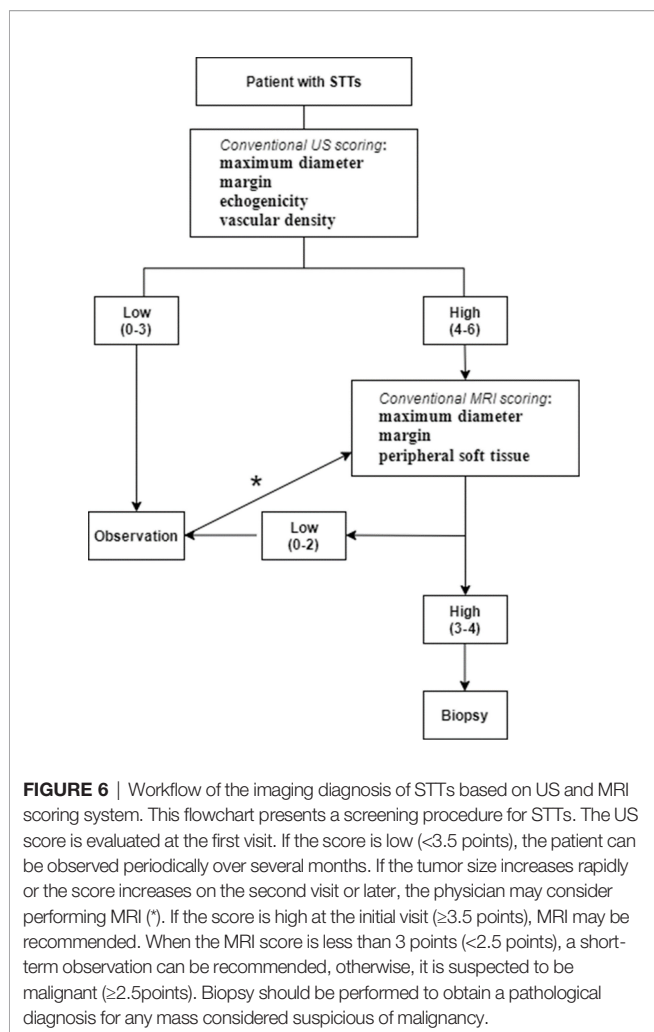 Patient with STTs
Conventional US scoring:
maximum diameter
margin
echogenicity
vascular density
Low
(0-3)
High
(4-6)
Conventional MRI scoring:
maximum diameter
margin
peripheral soft tissue
*
Observation
Low
(0-2)
High
(3-4)
Biopsy
FIGURE 6 | Workflow of the imaging diagnosis of STTs based on US and MRI
scoring system. This flowchart presents a screening procedure for STTs. The US
score is evaluated at the first visit. If the score is low (<3.5 points), the patient can
be observed periodically over several months. If the tumor size increases rapidly
or the score increases on the second visit or later, the physician may consider
performing MRI (*). If the score is high at the initial visit (≥3.5 points), MRI may be
recommended. When the MRI score is less than 3 points (<2.5 points), a short-
term observation can be recommended, otherwise, it is suspected to be
malignant (≥2.5points). Biopsy should be performed to obtain a pathological
diagnosis for any mass considered suspicious of malignancy.